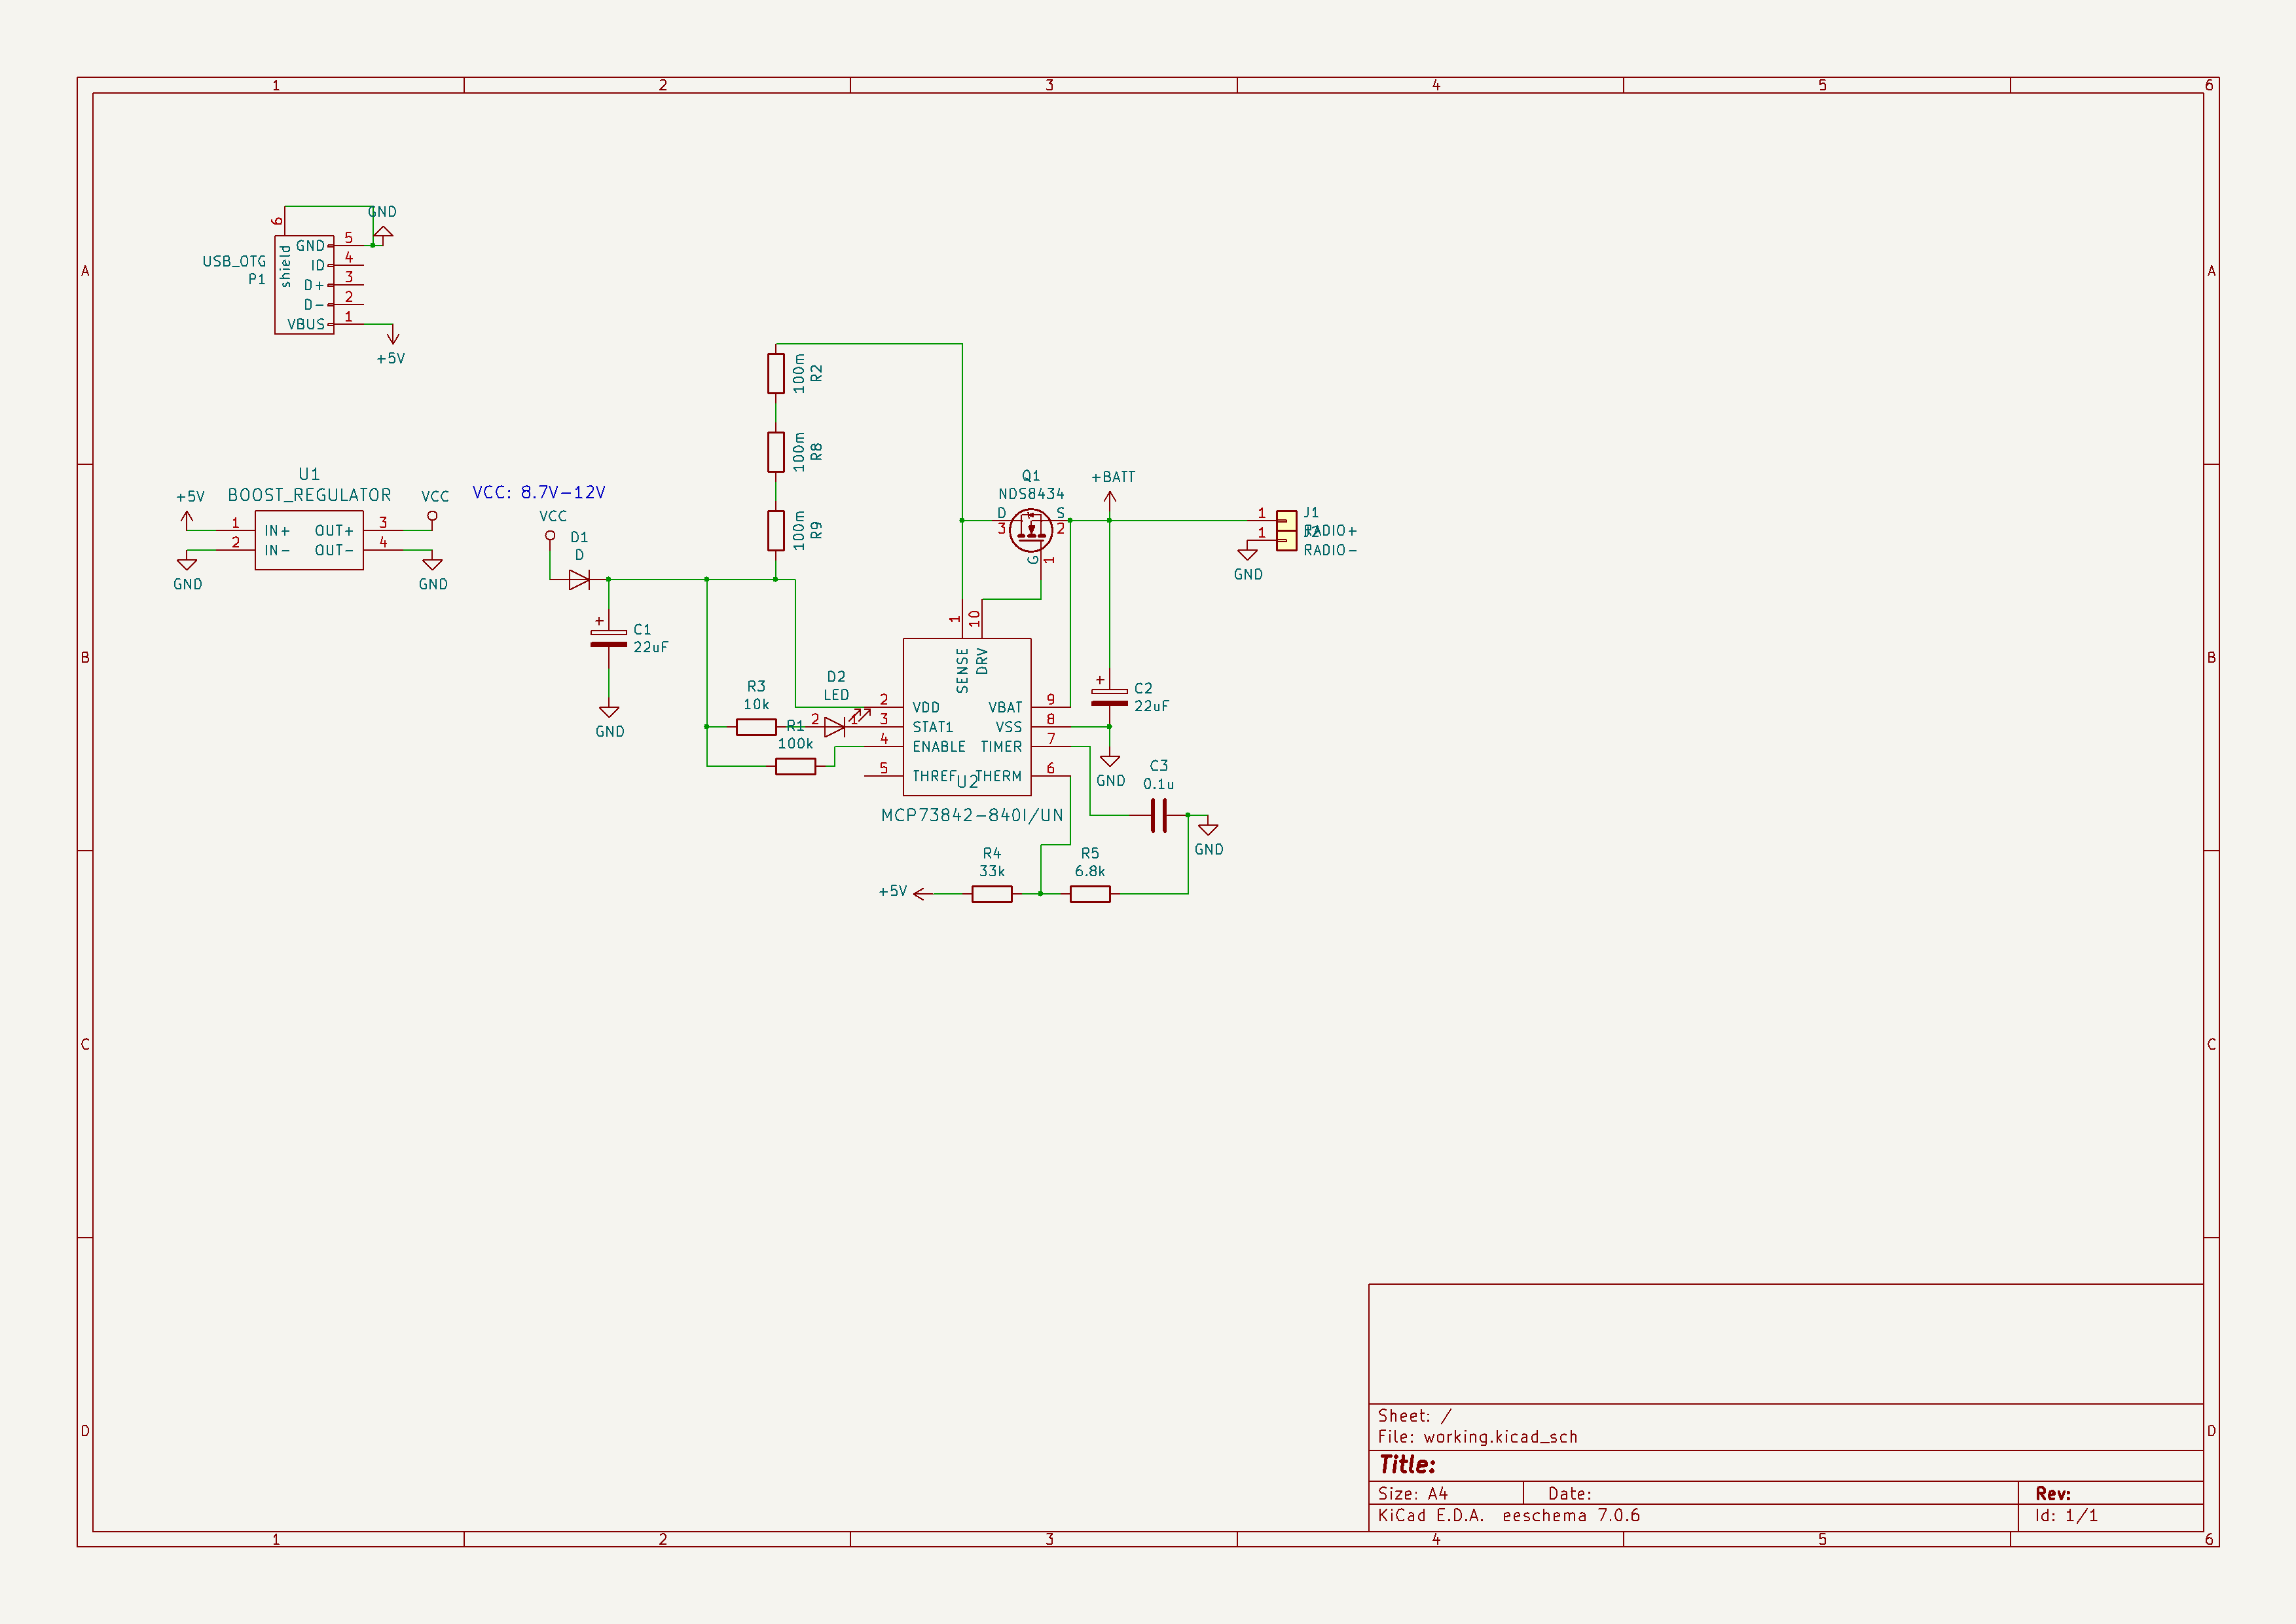 1 2 3 4 5 6
A A
B B
C C
D D
1 2 3 4 5 6
USB_OTG
P1
shield
6
GND
GND 5
ID 4
D+ 3
D- 2
VBUS 1
+5V
U1
BOOST_REGULATOR
+5V
VCC
1 IN+ OUT+ 3
2 IN- OUT- 4
GND
GND
VCC: 8.7V-12V
VCC
D1
D
+
C1
22uF
GND
100m
R2
100m
R8
100m
R9
R3
10k
D2
LED
2 1
R1
100k
Q1
NDS8434
D S
3 2
G 1
+BATT
1 J1
RADIO+
1 J2
RADIO-
GND
1 10
SENSE
DRV
2 VDD VBAT 9
3 STAT1 VSS 8
4 ENABLE TIMER 7
5 THREF THERM 6
U2
MCP73842-840I/UN
+
C2
22uF
GND
C3
0.1u
GND
R4
33k
R5
6.8k
+5V
Sheet: /
File: working.kicad_sch
Title:
Size: A4 Date: Rev:
KiCad E.D.A. eeschema 7.0.6 Id: 1/1